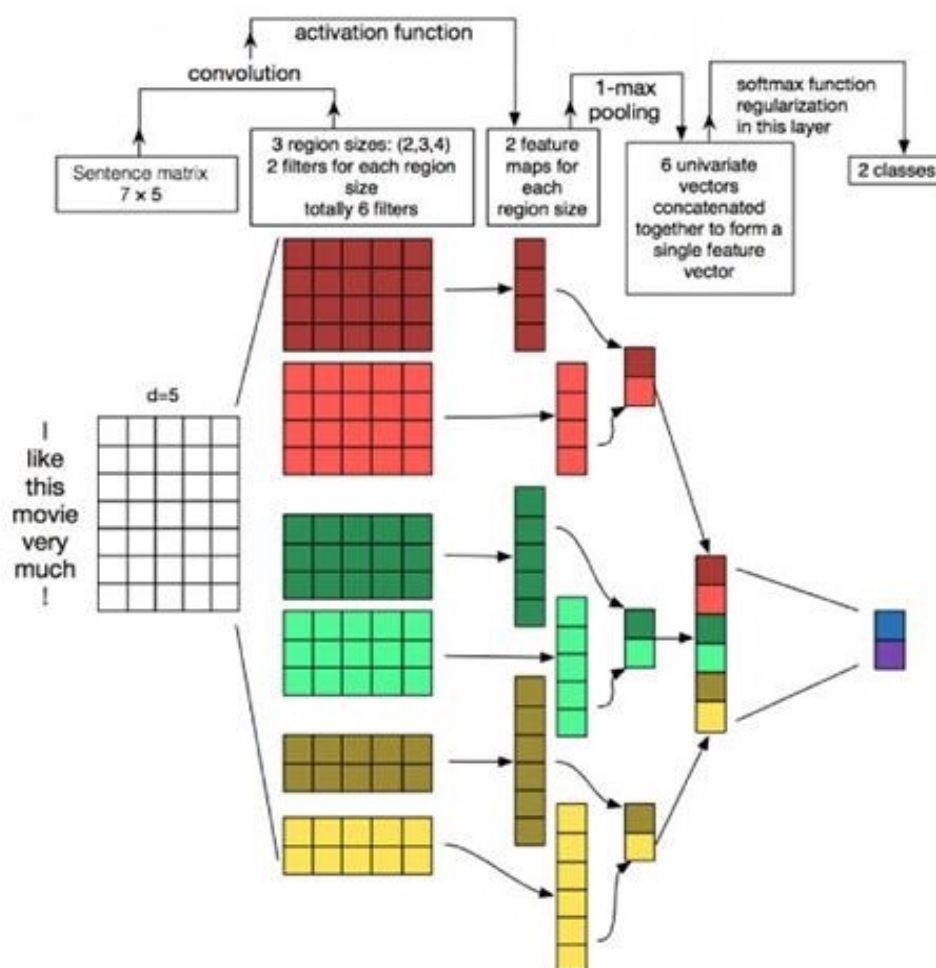 activation function
convolution
1-max
pooling
softmax function
regularization
in this layer
Sentence matrix
7 × 5
3 region sizes: (2,3,4)
2 filters for each region
size
totally 6 filters
2 feature
maps for
each
region size
6 univariate
vectors
concatenated
together to form a
single feature
vector
2 classes
d=5
I
like
this
movie
very
much
!